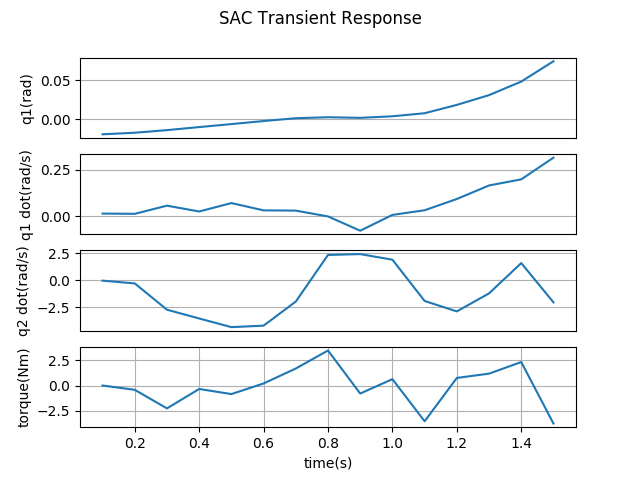 SAC Transient Response
q1(rad)
0.05
0.00
q1 dot(rad/s)
0.25
0.00
q2 dot(rad/s)
2.5
0.0
−2.5
torque(Nm)
2.5
0.0
−2.5
0.2 0.4 0.6 0.8 1.0 1.2 1.4
time(s)